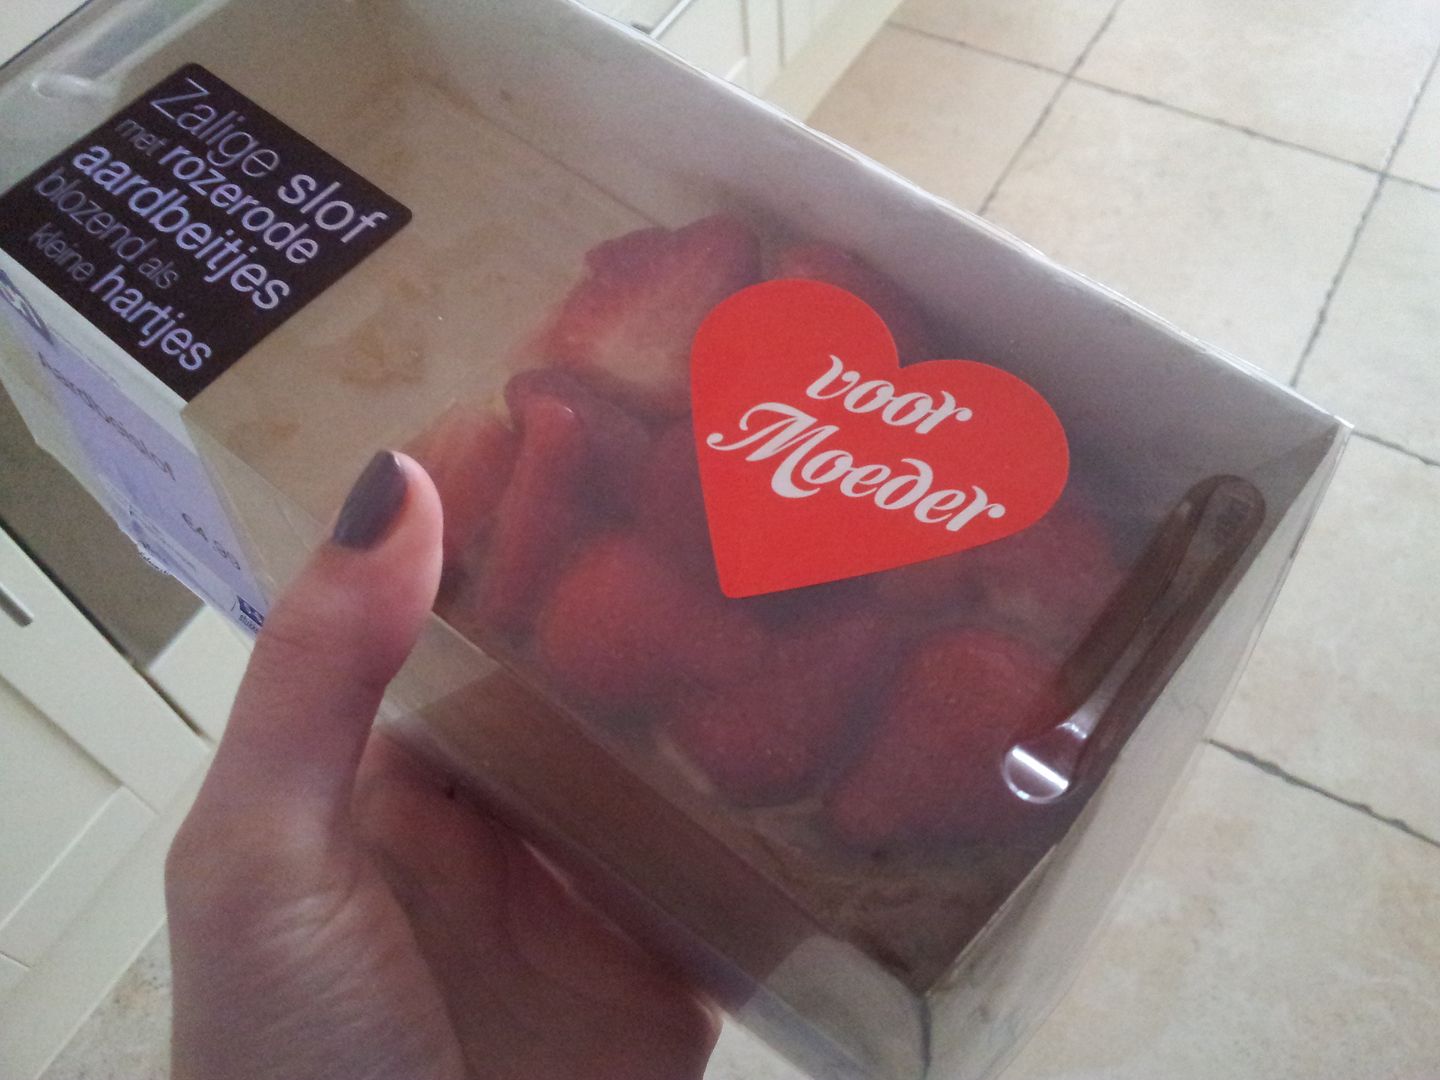 Zalige slof
met rozerode
aardbeitjes
blozend als
kleine hartjes
voor
Moeder